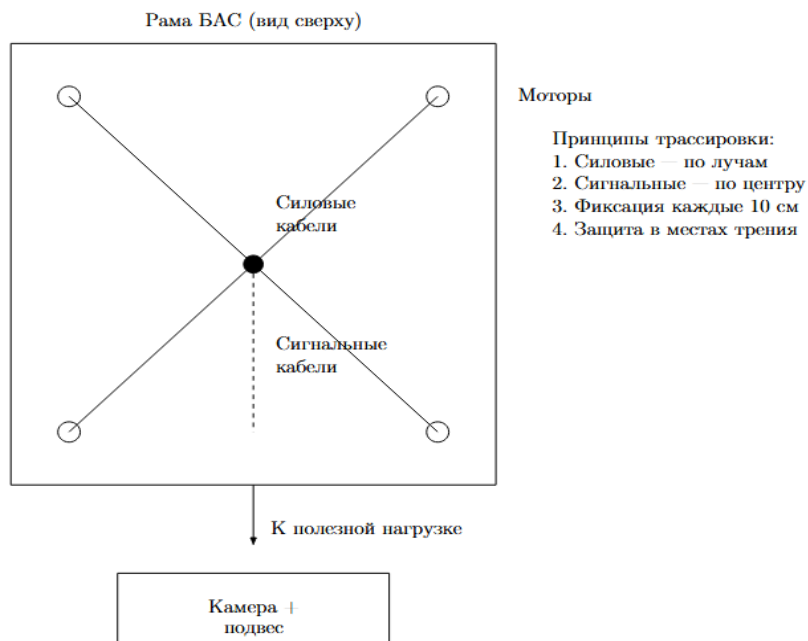 Рама БАС (вид сверху)
Моторы
Принципы трассировки:
1. Силовые — по лучам
2. Сигнальные — по центру
3. Фиксация каждые 10 см
4. Защита в местах трения
Силовые
кабели
Сигнальные
кабели
К полезной нагрузке
Камера +
подвес